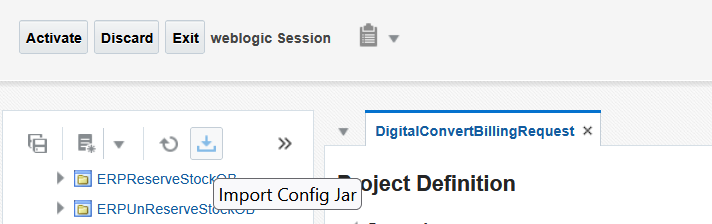 Activate Discard Exit weblogic Session
DigitalConvertBillingRequest ×
ERPReserveStockOB
Import Config Jar
ERPUnReserveStockOB
Project Definition